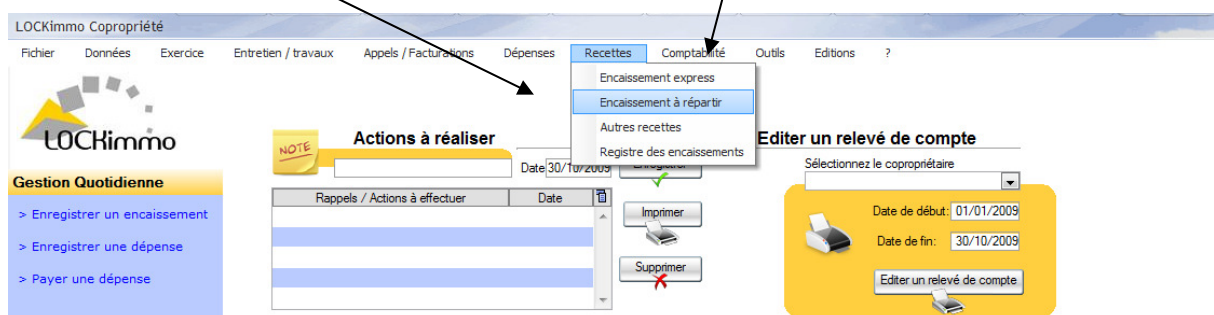 LOCKimmo Copropriété
Fichier Données Exercice Entretien / travaux Appels / Facturations Dépenses Recettes Comptabilité Outils Editions ?
Encaissement express
Encaissement à répartir
Autres recettes
Registre des encaissements
LOCKimmo
Gestion Quotidienne
> Enregistrer un encaissement
> Enregistrer une dépense
> Payer une dépense
NOTE
Actions à réaliser
Date 30/10/2009 Enregistrer
Rappels / Actions à effectuer Date
Imprimer
Supprimer
Editer un relevé de compte
Sélectionnez le copropriétaire
Date de début: 01/01/2009
Date de fin: 30/10/2009
Editer un relevé de compte